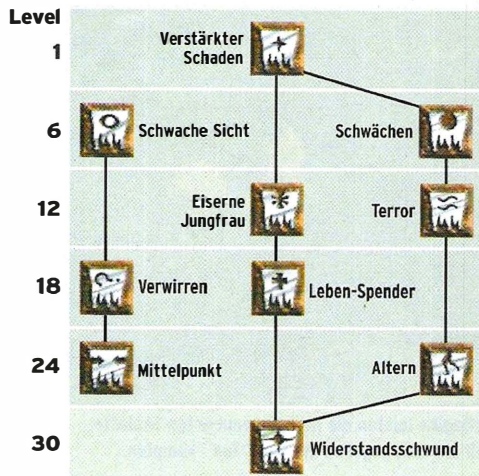 Level
1
Verstärkter
Schaden
6
Schwache Sicht
Schwächen
12
Eiserne
Jungfrau
Terror
18
Verwirren
Leben-Spender
24
Mittelpunkt
Altern
30
Widerstandsschwund